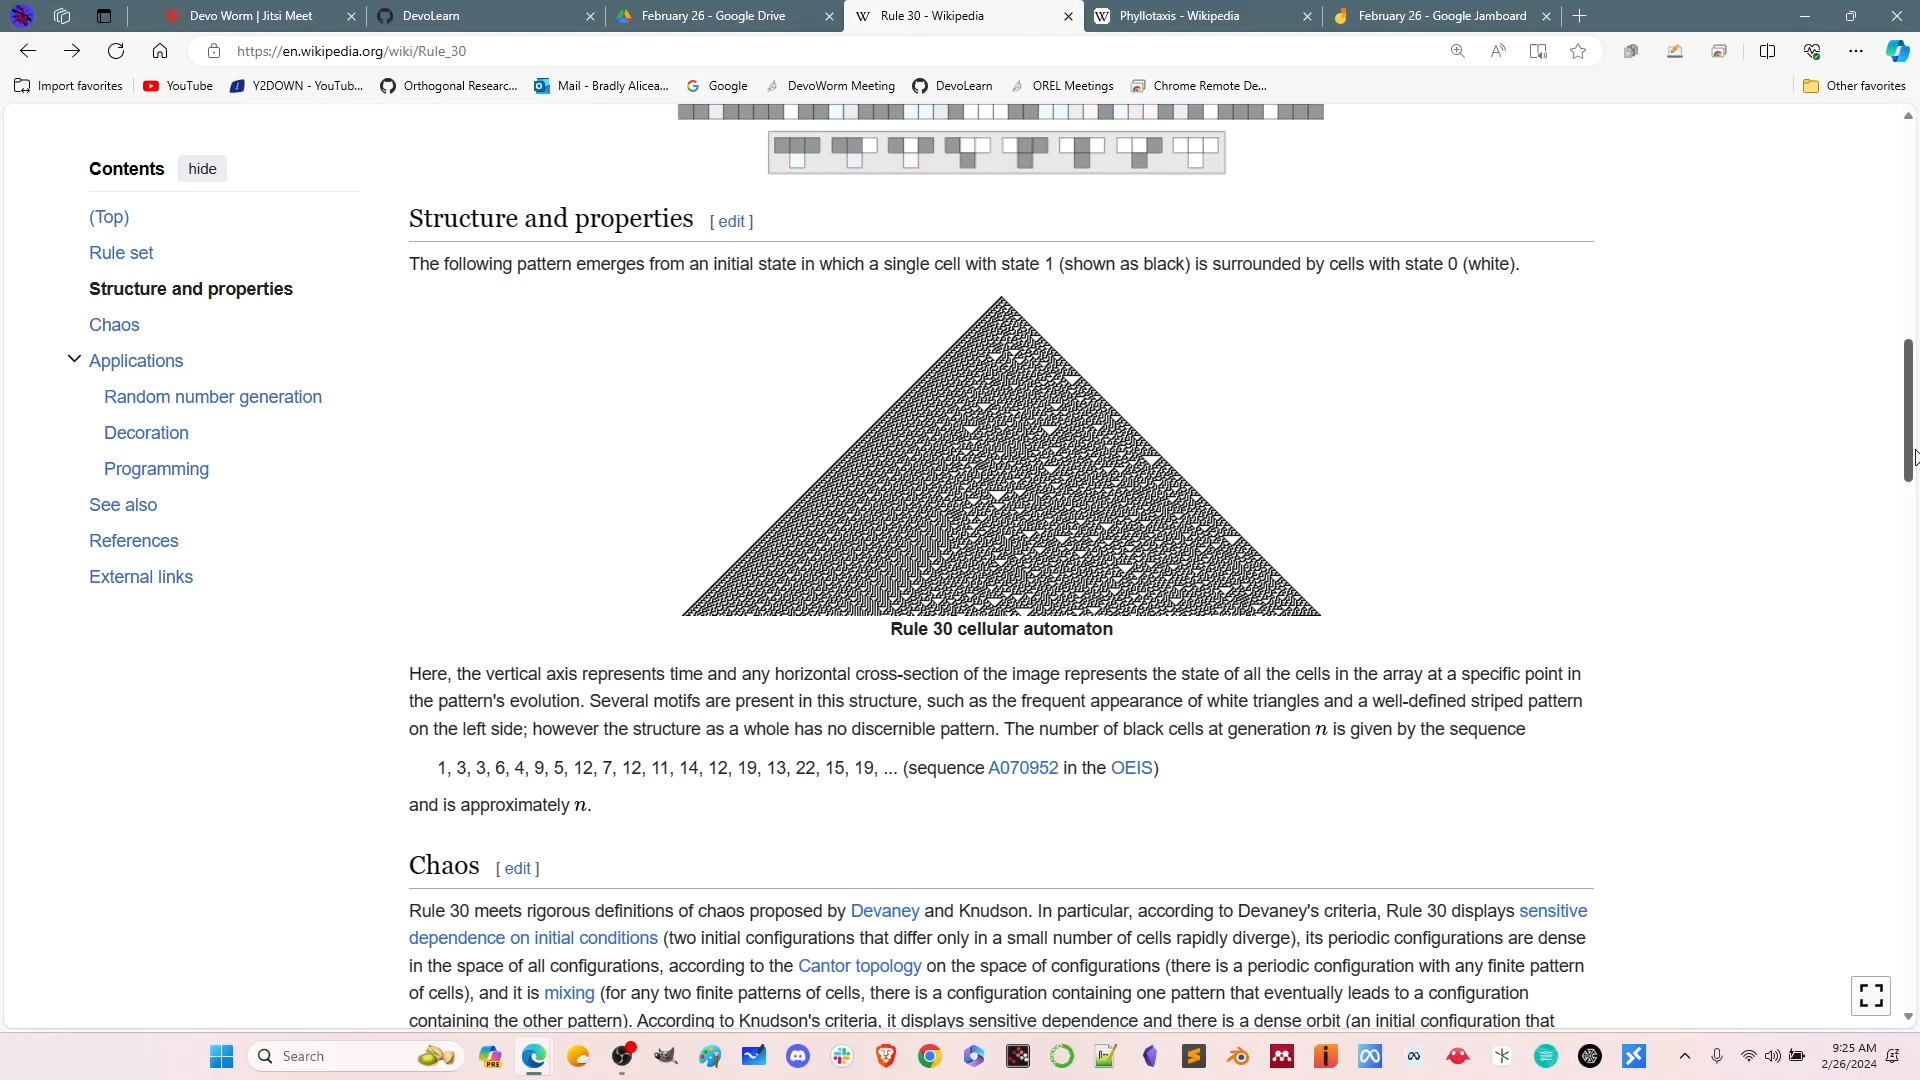 Devo Worm | Jitsi Meet
DevoLearn
February 26 - Google Drive
Rule 30 - Wikipedia
Phyllotaxis - Wikipedia
February 26 - Google Jamboard
https://en.wikipedia.org/wiki/Rule_30
Import favorites
YouTube
Y2DOWN - YouTub...
Orthogonal Researc...
Mail - Bradly Alicea...
Google
DevoWorm Meeting
DevoLearn
OREL Meetings
Chrome Remote De...
Other favorites
Contents hide
(Top)
Rule set
Structure and properties
Chaos
Applications
Random number generation
Decoration
Programming
See also
References
External links
Structure and properties [ edit ]
The following pattern emerges from an initial state in which a single cell with state 1 (shown as black) is surrounded by cells with state 0 (white).
Rule 30 cellular automaton
Here, the vertical axis represents time and any horizontal cross-section of the image represents the state of all the cells in the array at a specific point in
the pattern's evolution. Several motifs are present in this structure, such as the frequent appearance of white triangles and a well-defined striped pattern
on the left side; however the structure as a whole has no discernible pattern. The number of black cells at generation n is given by the sequence
1, 3, 3, 6, 4, 9, 5, 12, 7, 12, 11, 14, 12, 19, 13, 22, 15, 19, ... (sequence A070952 in the OEIS)
and is approximately n.
Chaos [ edit ]
Rule 30 meets rigorous definitions of chaos proposed by Devaney and Knudson. In particular, according to Devaney's criteria, Rule 30 displays sensitive
dependence on initial conditions (two initial configurations that differ only in a small number of cells rapidly diverge), its periodic configurations are dense
in the space of all configurations, according to the Cantor topology on the space of configurations (there is a periodic configuration with any finite pattern
of cells), and it is mixing (for any two finite patterns of cells, there is a configuration containing one pattern that eventually leads to a configuration
containing the other pattern). According to Knudson's criteria, it displays sensitive dependence and there is a dense orbit (an initial configuration that
Search
9:25 AM
2/26/2024